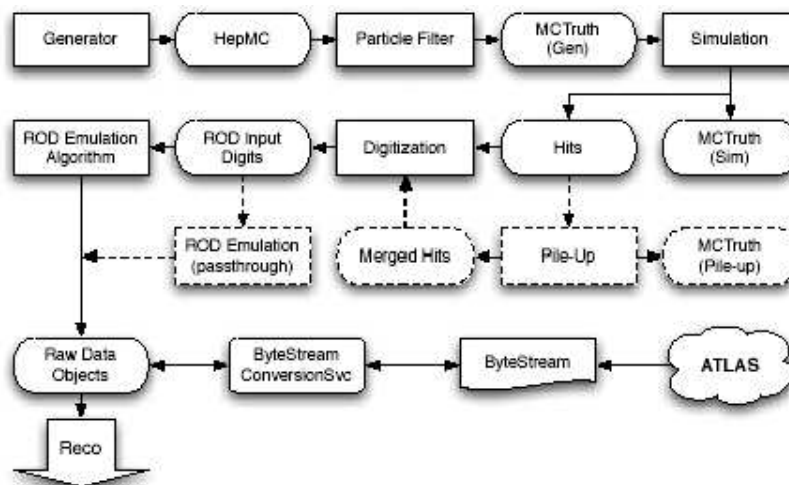 Generator
HepMC
Particle Filter
MCTruth
(Gen)
Simulation
ROD Emulation
Algorithm
ROD Input
Digits
Digitization
Hits
MCTruth
(Sim)
ROD Emulation
(passthrough)
Merged Hits
Pile-Up
MCTruth
(Pile-up)
Raw Data
Objects
ByteStream
ConversionSvc
ByteStream
ATLAS
Reco